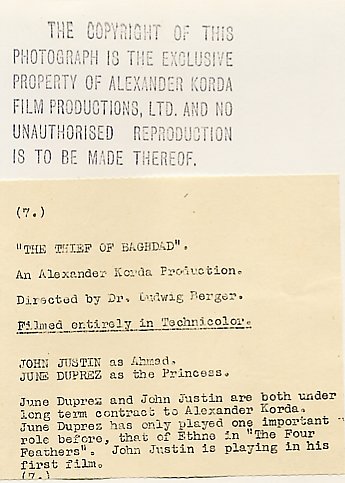 THE COPYRIGHT OF THIS
PHOTOGRAPH IS THE EXCLUSIVE
PROPERTY OF ALEXANDER KORDA
FILM PRODUCTIONS, LTD. AND NO
UNAUTHORISED REPRODUCTION
IS TO BE MADE THEREOF.
(7.)
"THE THIEF OF BAGHDAD".
An Alexander Korda Production.
Directed by Dr. Ludwig Berger.
Filmed entirely in Technicolor.
JOHN JUSTIN as Ahmad.
JUNE DUPREZ as the Princess.
June Duprez and John Justin are both under
long term contract to Alexander Korda.
June Duprez has only played one important
role before, that of Ethne in "The Four
Feathers". John Justin is playing in his
first film.
(7.)